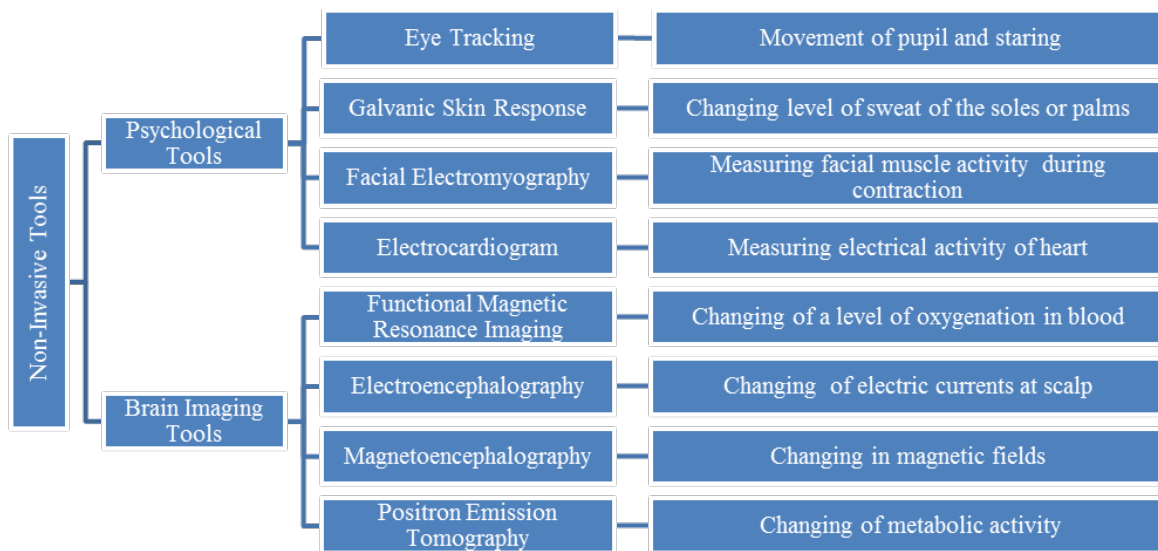 Non-Invasive Tools
Psychological
Tools
Eye Tracking
Movement of pupil and staring
Galvanic Skin Response
Changing level of sweat of the soles or palms
Facial Electromyography
Measuring facial muscle activity during
contraction
Electrocardiogram
Measuring electrical activity of heart
Brain Imaging
Tools
Functional Magnetic
Resonance Imaging
Changing of a level of oxygenation in blood
Electroencephalography
Changing of electric currents at scalp
Magnetoencephalography
Changing in magnetic fields
Positron Emission
Tomography
Changing of metabolic activity